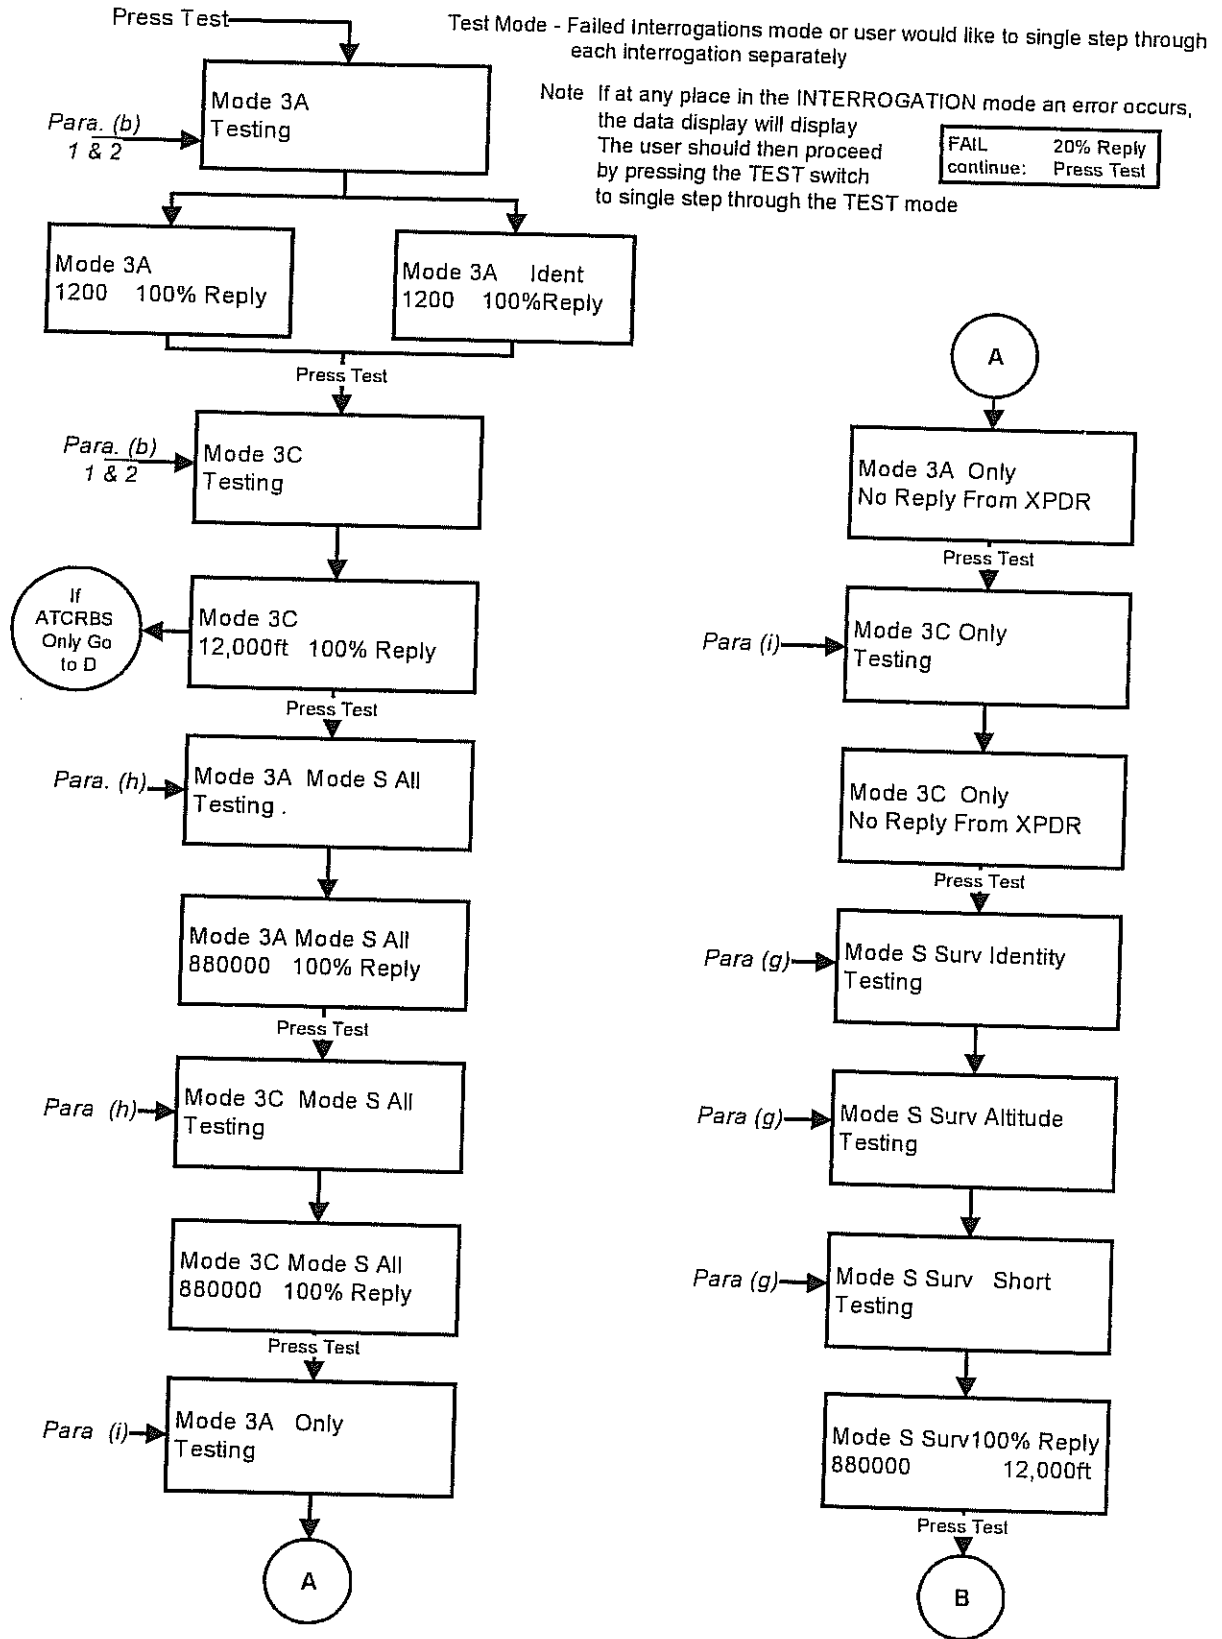 Press Test
Test Mode - Failed Interrogations mode or user would like to single step through
each interrogation separately
Note If at any place in the INTERROGATION mode an error occurs,
the data display will display
The user should then proceed
by pressing the TEST switch
to single step through the TEST mode
FAIL 20% Reply
continue: Press Test
Para. (b)
1 & 2
Mode 3A
Testing
Mode 3A
1200 100% Reply
Mode 3A Ident
1200 100%Reply
Press Test
Para. (b)
1 & 2
Mode 3C
Testing
If
ATCRBS
Only Go
to D
Mode 3C
12,000ft 100% Reply
Press Test
Para. (h)
Mode 3A Mode S All
Testing .
Mode 3A Mode S All
880000 100% Reply
Press Test
Para (h)
Mode 3C Mode S All
Testing
Mode 3C Mode S All
880000 100% Reply
Press Test
Para (i)
Mode 3A Only
Testing
A
A
Mode 3A Only
No Reply From XPDR
Press Test
Para (i)
Mode 3C Only
Testing
Mode 3C Only
No Reply From XPDR
Press Test
Para (g)
Mode S Surv Identity
Testing
Para (g)
Mode S Surv Altitude
Testing
Para (g)
Mode S Surv Short
Testing
Mode S Surv100% Reply
880000 12,000ft
Press Test
B